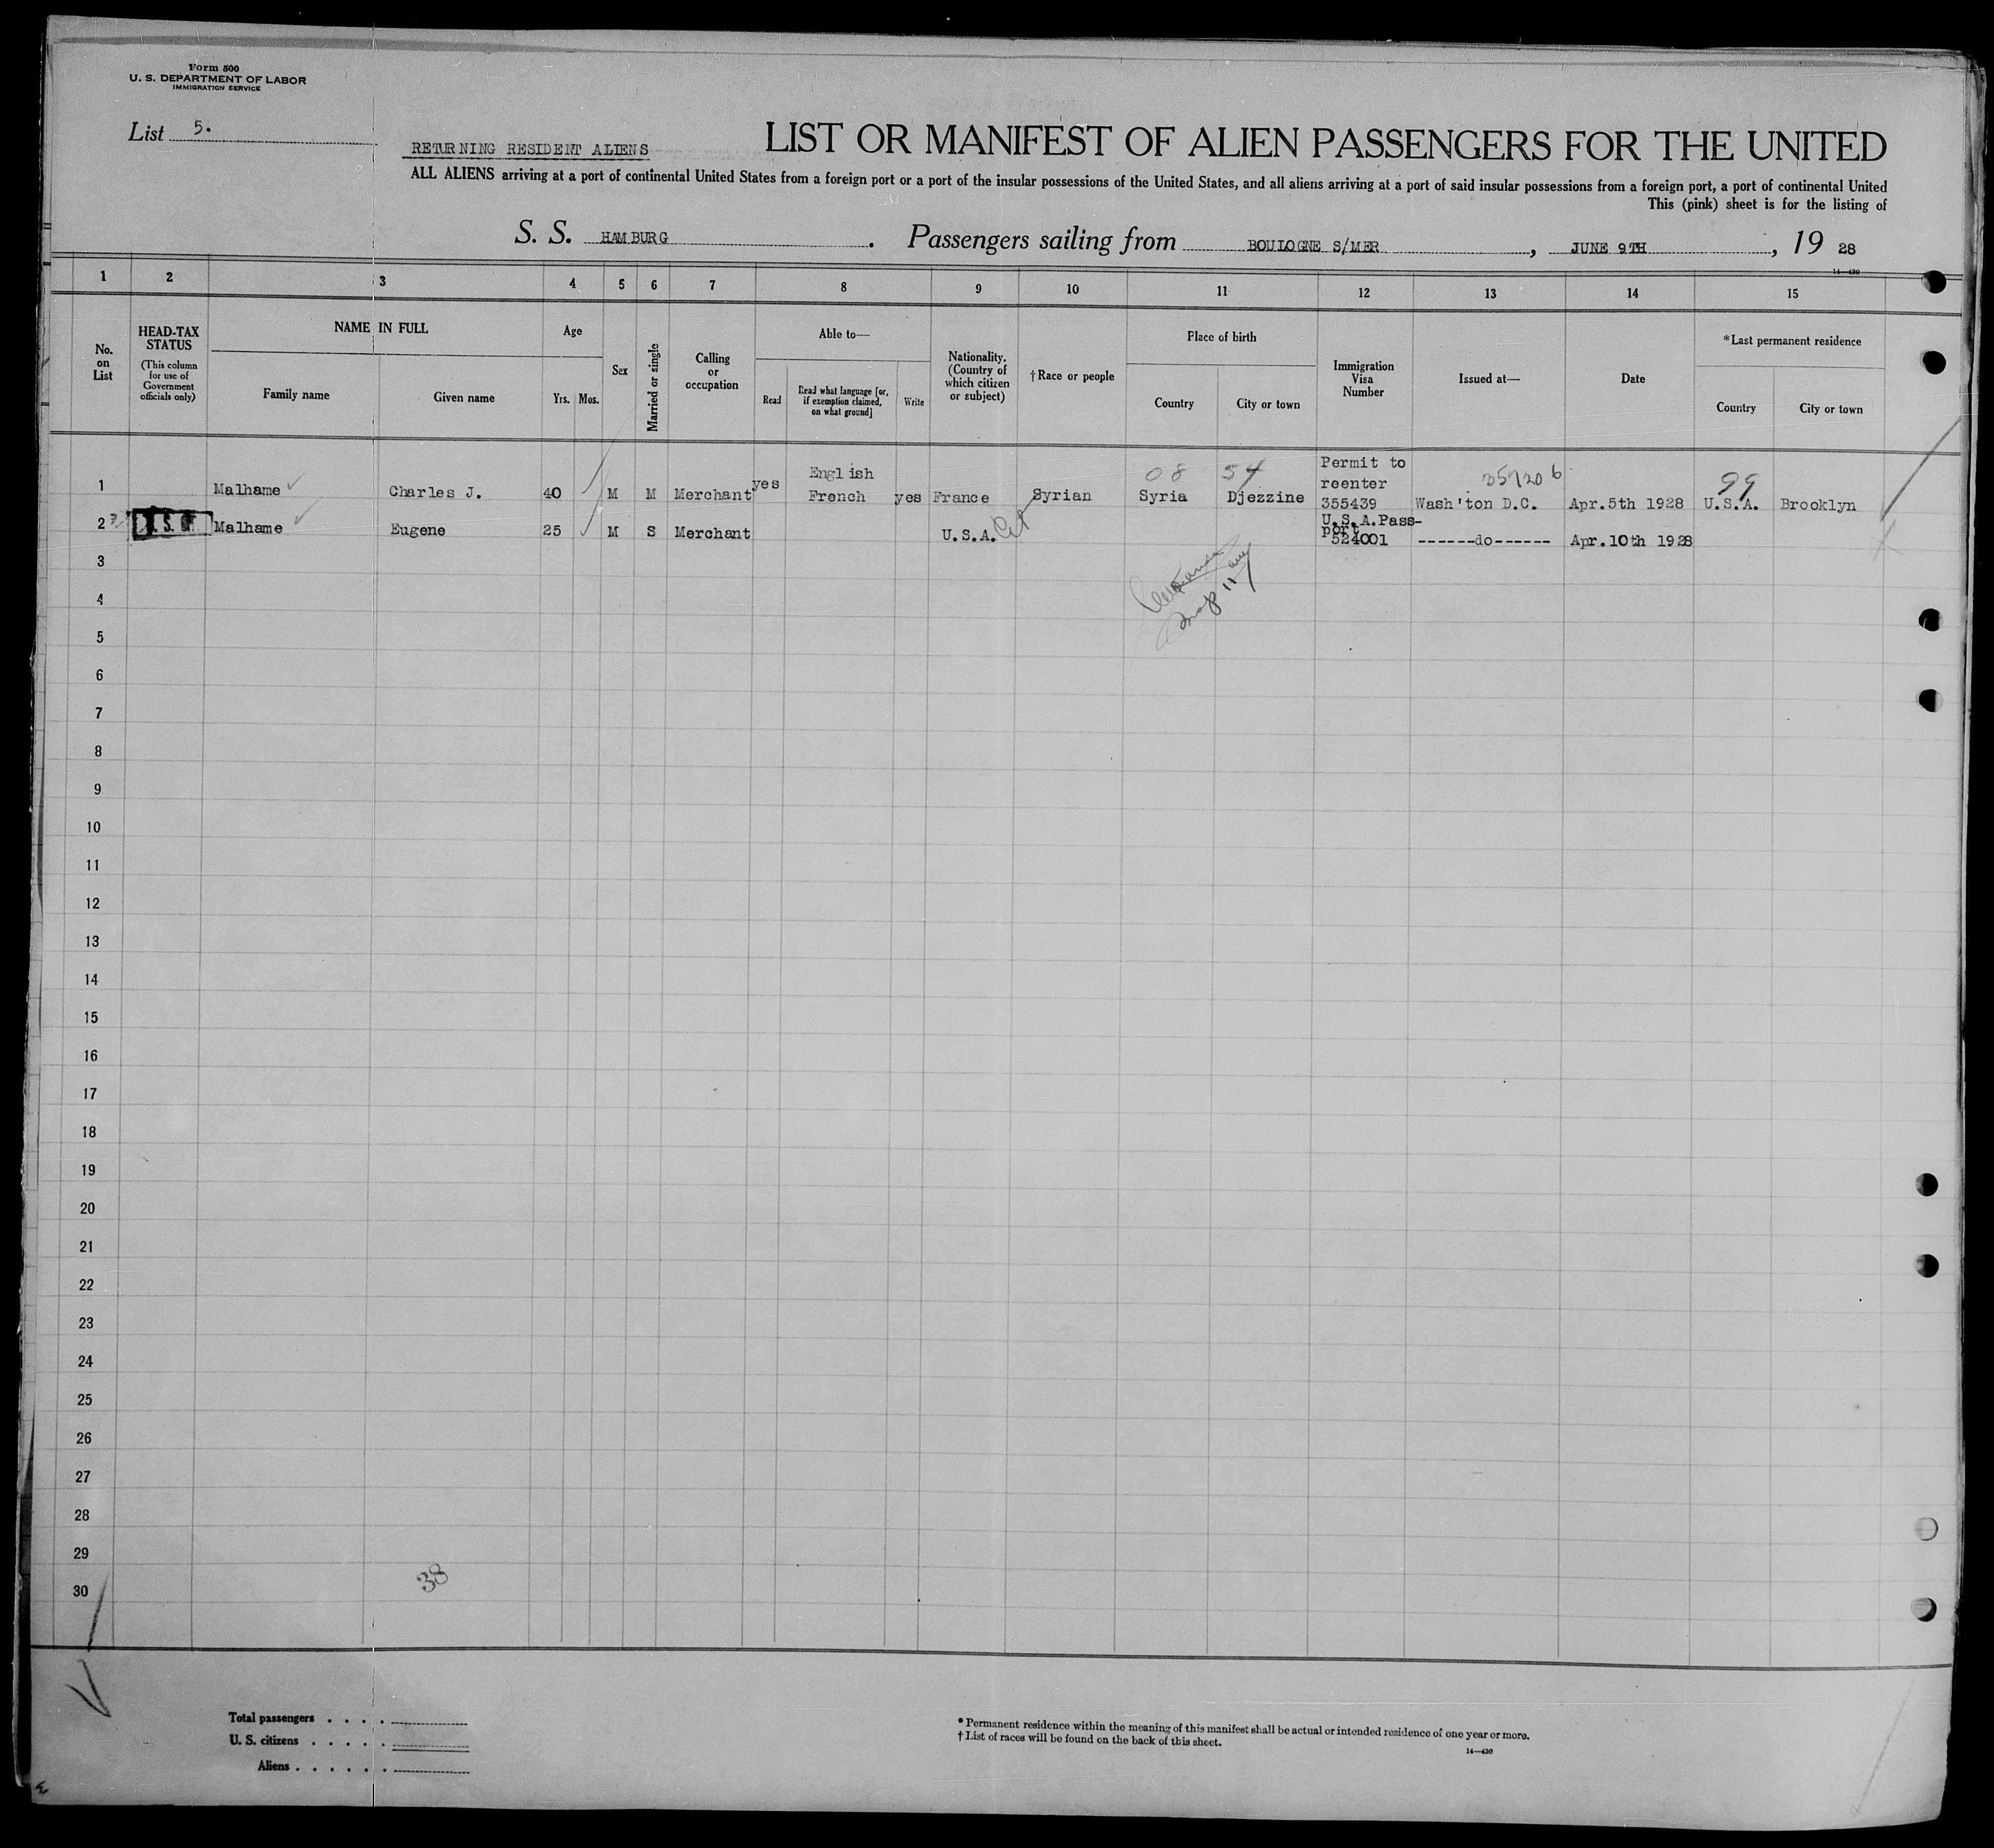 Form 500
U. S. DEPARTMENT OF LABOR
IMMIGRATION SERVICE
List 5.
RETURNING RESIDENT ALIENS
LIST OR MANIFEST OF ALIEN PASSENGERS FOR THE UNITED
ALL ALIENS arriving at a port of continental United States from a foreign port or a port of the insular possessions of the United States, and all aliens arriving at a port of said insular possessions from a foreign port, a port of continental United
This (pink) sheet is for the listing of
S. S. HAMBURG. Passengers sailing from BOULOGNE S/MER, JUNE 9TH, 19 28
14—430
1 2 3 4 5 6 7 8 9 10 11 12 13 14 15
No. on List
HEAD-TAX STATUS
(This column for use of Government officials only)
NAME IN FULL
Family name
Given name
Age
Yrs. Mos.
Sex
Married or single
Calling or occupation
Able to—
Read
Read what language [or, if exemption claimed, on what ground]
Write
Nationality. (Country of which citizen or subject)
†Race or people
Place of birth
Country
City or town
Immigration Visa Number
Issued at—
Date
*Last permanent residence
Country
City or town
English
Permit to
08 54
reenter
99
1 Malhame Charles J. 40 M M Merchant yes French yes France Syrian Syria Djezzine 355439 Wash'ton D.C. Apr.5th 1928 U.S.A. Brooklyn
U.S.A.Pass-
port
2 Malhame Eugene 25 M S Merchant U.S.A. Cit 524001 ------do------ Apr.10th 1928
3
4
5
6
7
8
9
10
11
12
13
14
15
16
17
18
19
20
21
22
23
24
25
26
27
28
29
30
38
Total passengers . . . .
U. S. citizens . . . . .
Aliens . . . . . .
* Permanent residence within the meaning of this manifest shall be actual or intended residence of one year or more.
† List of races will be found on the back of this sheet.
14—430